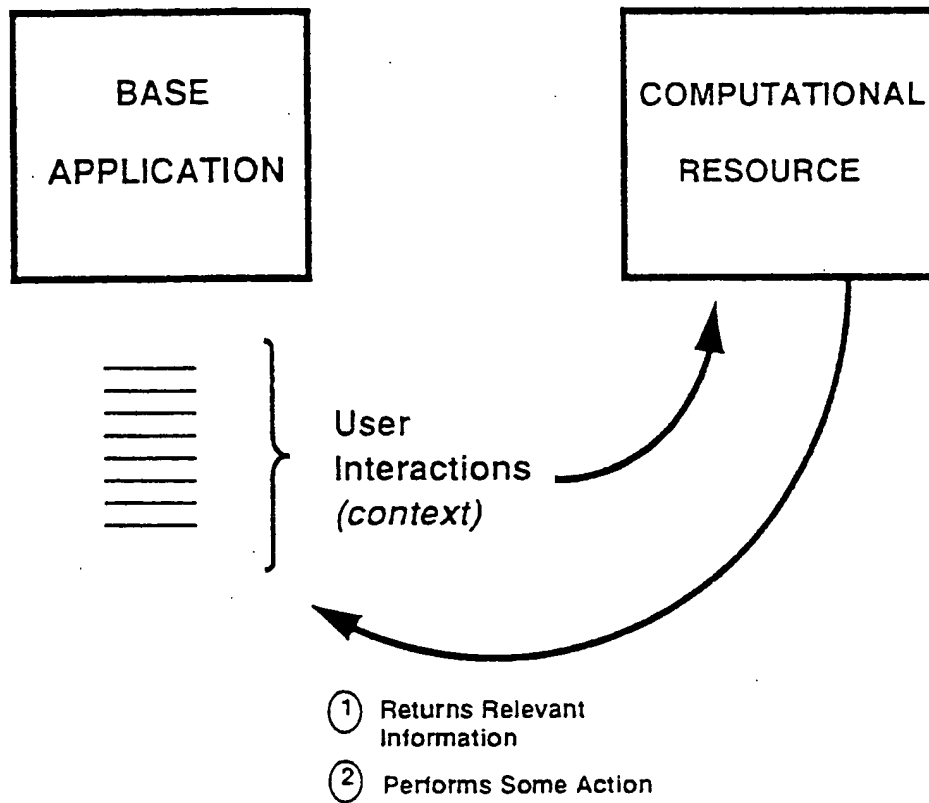 BASE
APPLICATION
COMPUTATIONAL
RESOURCE
User
Interactions
(context)
1 Returns Relevant
Information
2 Performs Some Action